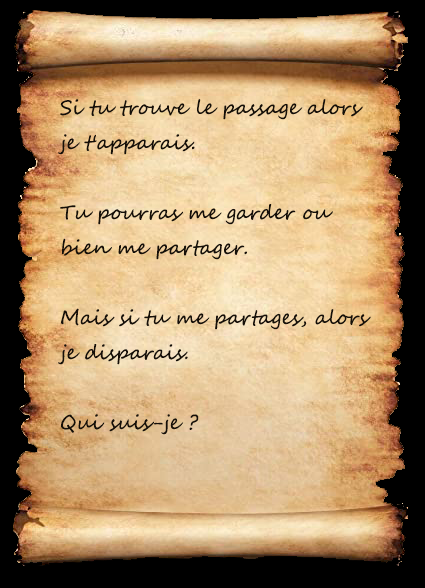 Si tu trouve le passage alors
je t'apparais.
Tu pourras me garder ou
bien me partager.
Mais si tu me partages, alors
je disparais.
Qui suis-je ?